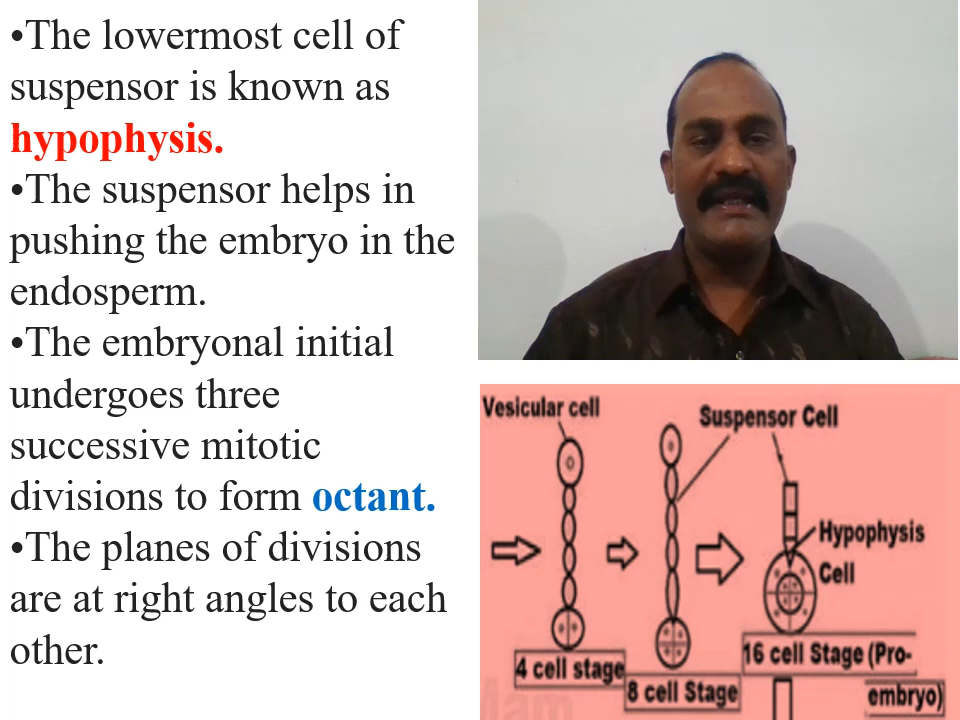 •The lowermost cell of
suspensor is known as
hypophysis.
•The suspensor helps in
pushing the embryo in the
endosperm.
•The embryonal initial
undergoes three
successive mitotic
divisions to form octant.
•The planes of divisions
are at right angles to each
other.
Vesicular cell
Suspensor Cell
Hypophysis
Cell
4 cell stage
8 cell Stage
16 cell Stage (Pro-
embryo)
Mam